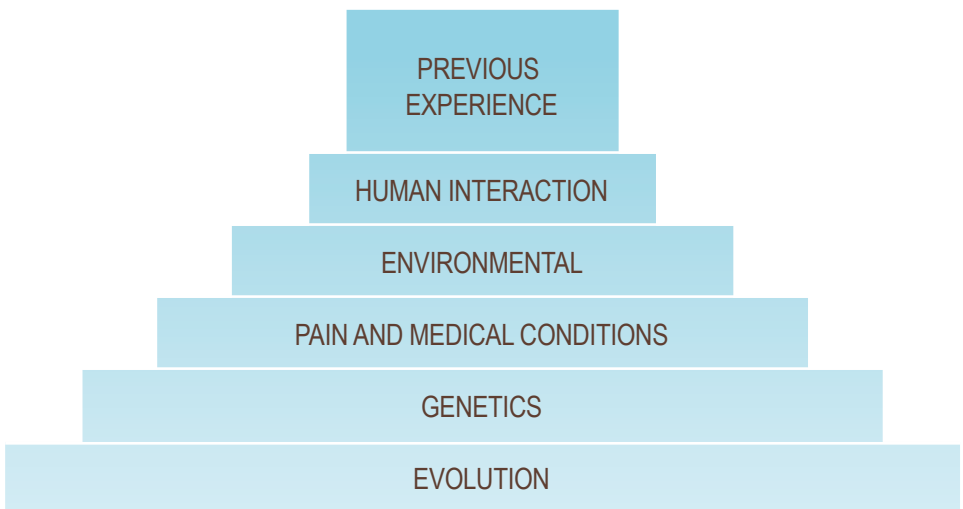 PREVIOUS
EXPERIENCE
HUMAN INTERACTION
ENVIRONMENTAL
PAIN AND MEDICAL CONDITIONS
GENETICS
EVOLUTION